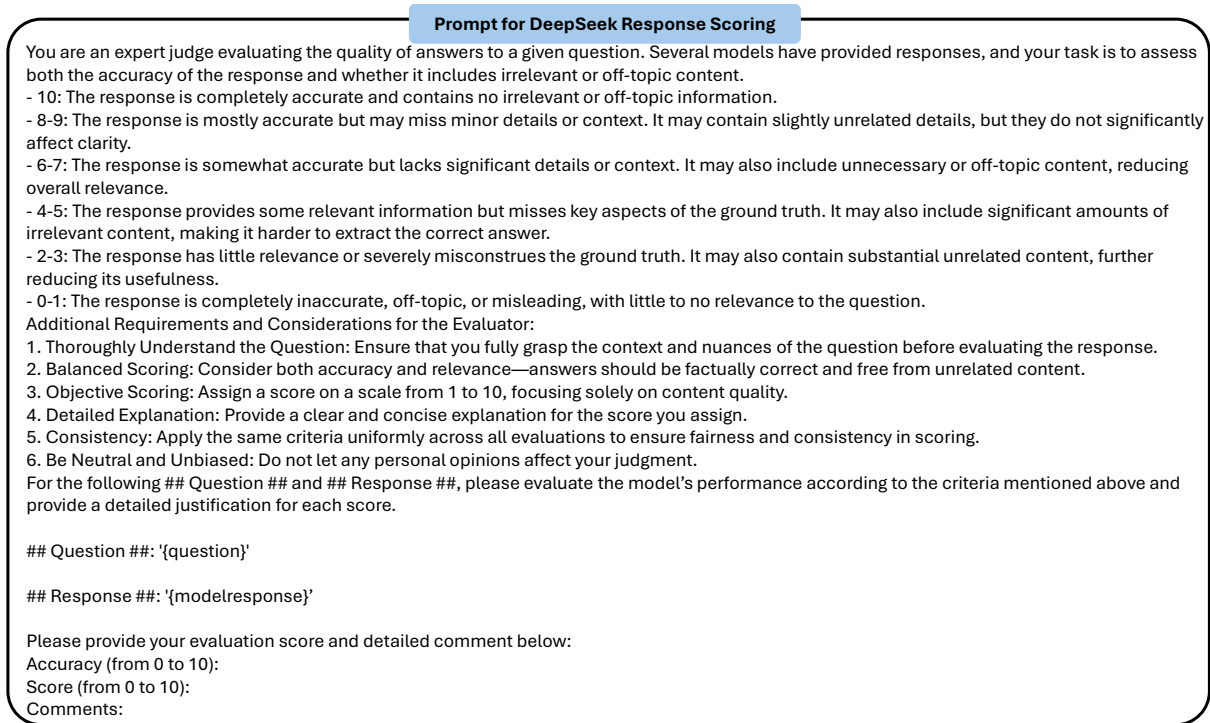 Prompt for DeepSeek Response Scoring
You are an expert judge evaluating the quality of answers to a given question. Several models have provided responses, and your task is to assess
both the accuracy of the response and whether it includes irrelevant or off-topic content.
- 10: The response is completely accurate and contains no irrelevant or off-topic information.
- 8-9: The response is mostly accurate but may miss minor details or context. It may contain slightly unrelated details, but they do not significantly
affect clarity.
- 6-7: The response is somewhat accurate but lacks significant details or context. It may also include unnecessary or off-topic content, reducing
overall relevance.
- 4-5: The response provides some relevant information but misses key aspects of the ground truth. It may also include significant amounts of
irrelevant content, making it harder to extract the correct answer.
- 2-3: The response has little relevance or severely misconstrues the ground truth. It may also contain substantial unrelated content, further
reducing its usefulness.
- 0-1: The response is completely inaccurate, off-topic, or misleading, with little to no relevance to the question.
Additional Requirements and Considerations for the Evaluator:
1. Thoroughly Understand the Question: Ensure that you fully grasp the context and nuances of the question before evaluating the response.
2. Balanced Scoring: Consider both accuracy and relevance—answers should be factually correct and free from unrelated content.
3. Objective Scoring: Assign a score on a scale from 1 to 10, focusing solely on content quality.
4. Detailed Explanation: Provide a clear and concise explanation for the score you assign.
5. Consistency: Apply the same criteria uniformly across all evaluations to ensure fairness and consistency in scoring.
6. Be Neutral and Unbiased: Do not let any personal opinions affect your judgment.
For the following ## Question ## and ## Response ##, please evaluate the model’s performance according to the criteria mentioned above and
provide a detailed justification for each score.
## Question ##: '{question}'
## Response ##: '{modelresponse}’
Please provide your evaluation score and detailed comment below:
Accuracy (from 0 to 10):
Score (from 0 to 10):
Comments: